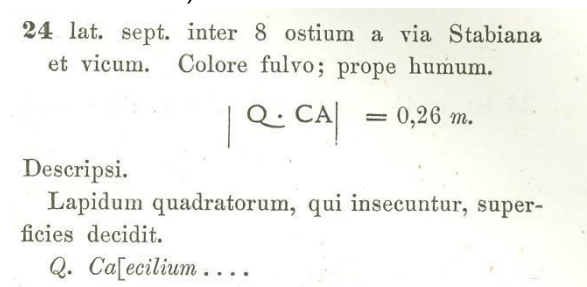 24 lat. sept. inter 8 ostium a via Stabiana
et vicum. Colore fulvo; prope humum.
| Q · CA| = 0,26 m.
Descripsi.
Lapidum quadratorum, qui insecuntur, super-
ficies decidit.
Q. Ca[ecilium . . . .